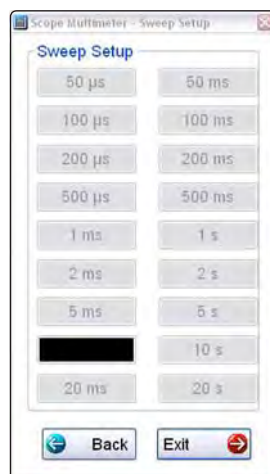 Scope Multimeter - Sweep Setup
Sweep Setup
50 µs 50 ms
100 µs 100 ms
200 µs 200 ms
500 µs 500 ms
1 ms 1 s
2 ms 2 s
5 ms 5 s
10 s
20 ms 20 s
Back Exit